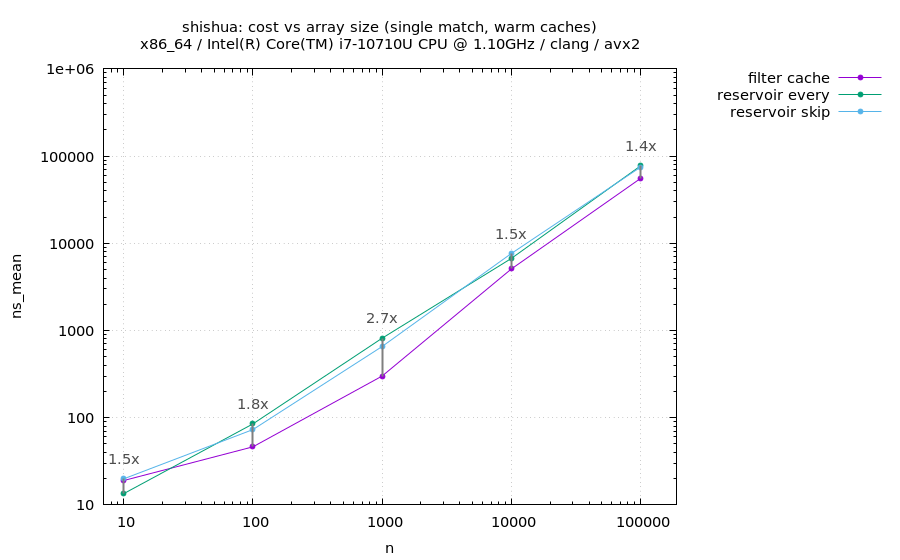 shishua: cost vs array size (single match, warm caches)
x86_64 / Intel(R) Core(TM) i7-10710U CPU @ 1.10GHz / clang / avx2
filter cache
reservoir every
reservoir skip
1e+06
100000
10000
1000
100
10
ns_mean
1.5x
1.8x
2.7x
1.5x
1.4x
10
100
1000
10000
100000
n